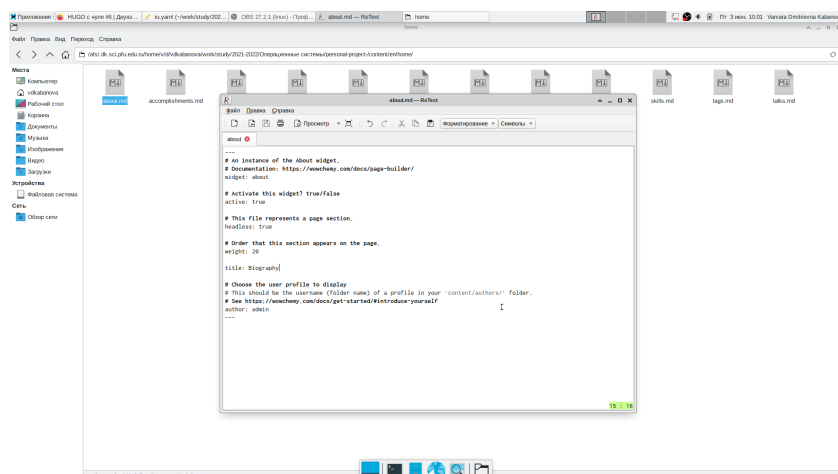 Приложения
HUGO с нуля #6 | Двуяз...
ru.yaml (~/work/study/202...
OBS 27.2.1 (linux) - Проф...
about.md — ReText
home
Пт 3 июн, 10:01
Varvara Dmitrievna Kabanov
home
Файл Правка Вид Переход Справка
/afs/.dk.sci.pfu.edu.ru/home/v/d/vdkabanova/work/study/2021-2022/Операционные системы/personal-project-/content/en/home/
Места
Компьютер
vdkabanova
Рабочий стол
Корзина
Документы
Музыка
Изображения
Видео
Загрузки
Устройства
Файловая система
Сеть
Обзор сети
about.md
accomplishments.md
skills.md
tags.md
talks.md
about.md — ReText
Файл Правка Справка
Просмотр
Форматирование
Символы
about
---
# An instance of the About widget.
# Documentation: https://wowchemy.com/docs/page-builder/
widget: about
# Activate this widget? true/false
active: true
# This file represents a page section.
headless: true
# Order that this section appears on the page.
weight: 20
title: Biography
# Choose the user profile to display
# This should be the username (folder name) of a profile in your `content/authors/` folder.
# See https://wowchemy.com/docs/get-started/#introduce-yourself
author: admin
---
15 : 16